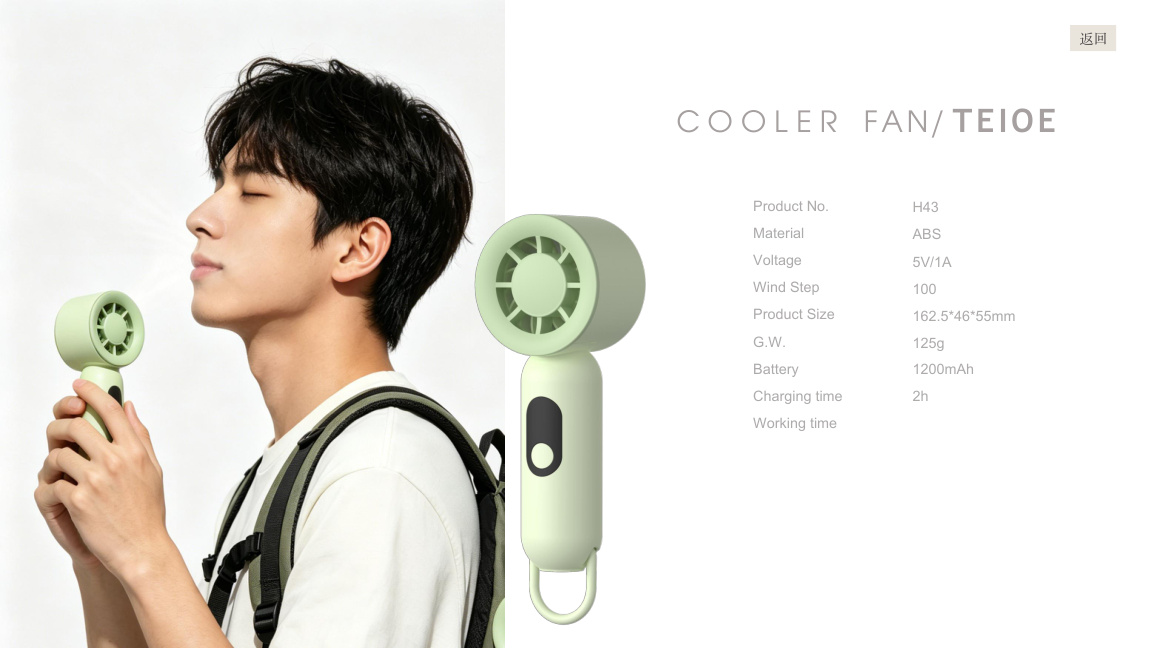 返回
COOLER FAN/TEIOE
Product No. H43
Material ABS
Voltage 5V/1A
Wind Step 100
Product Size 162.5*46*55mm
G.W. 125g
Battery 1200mAh
Charging time 2h
Working time